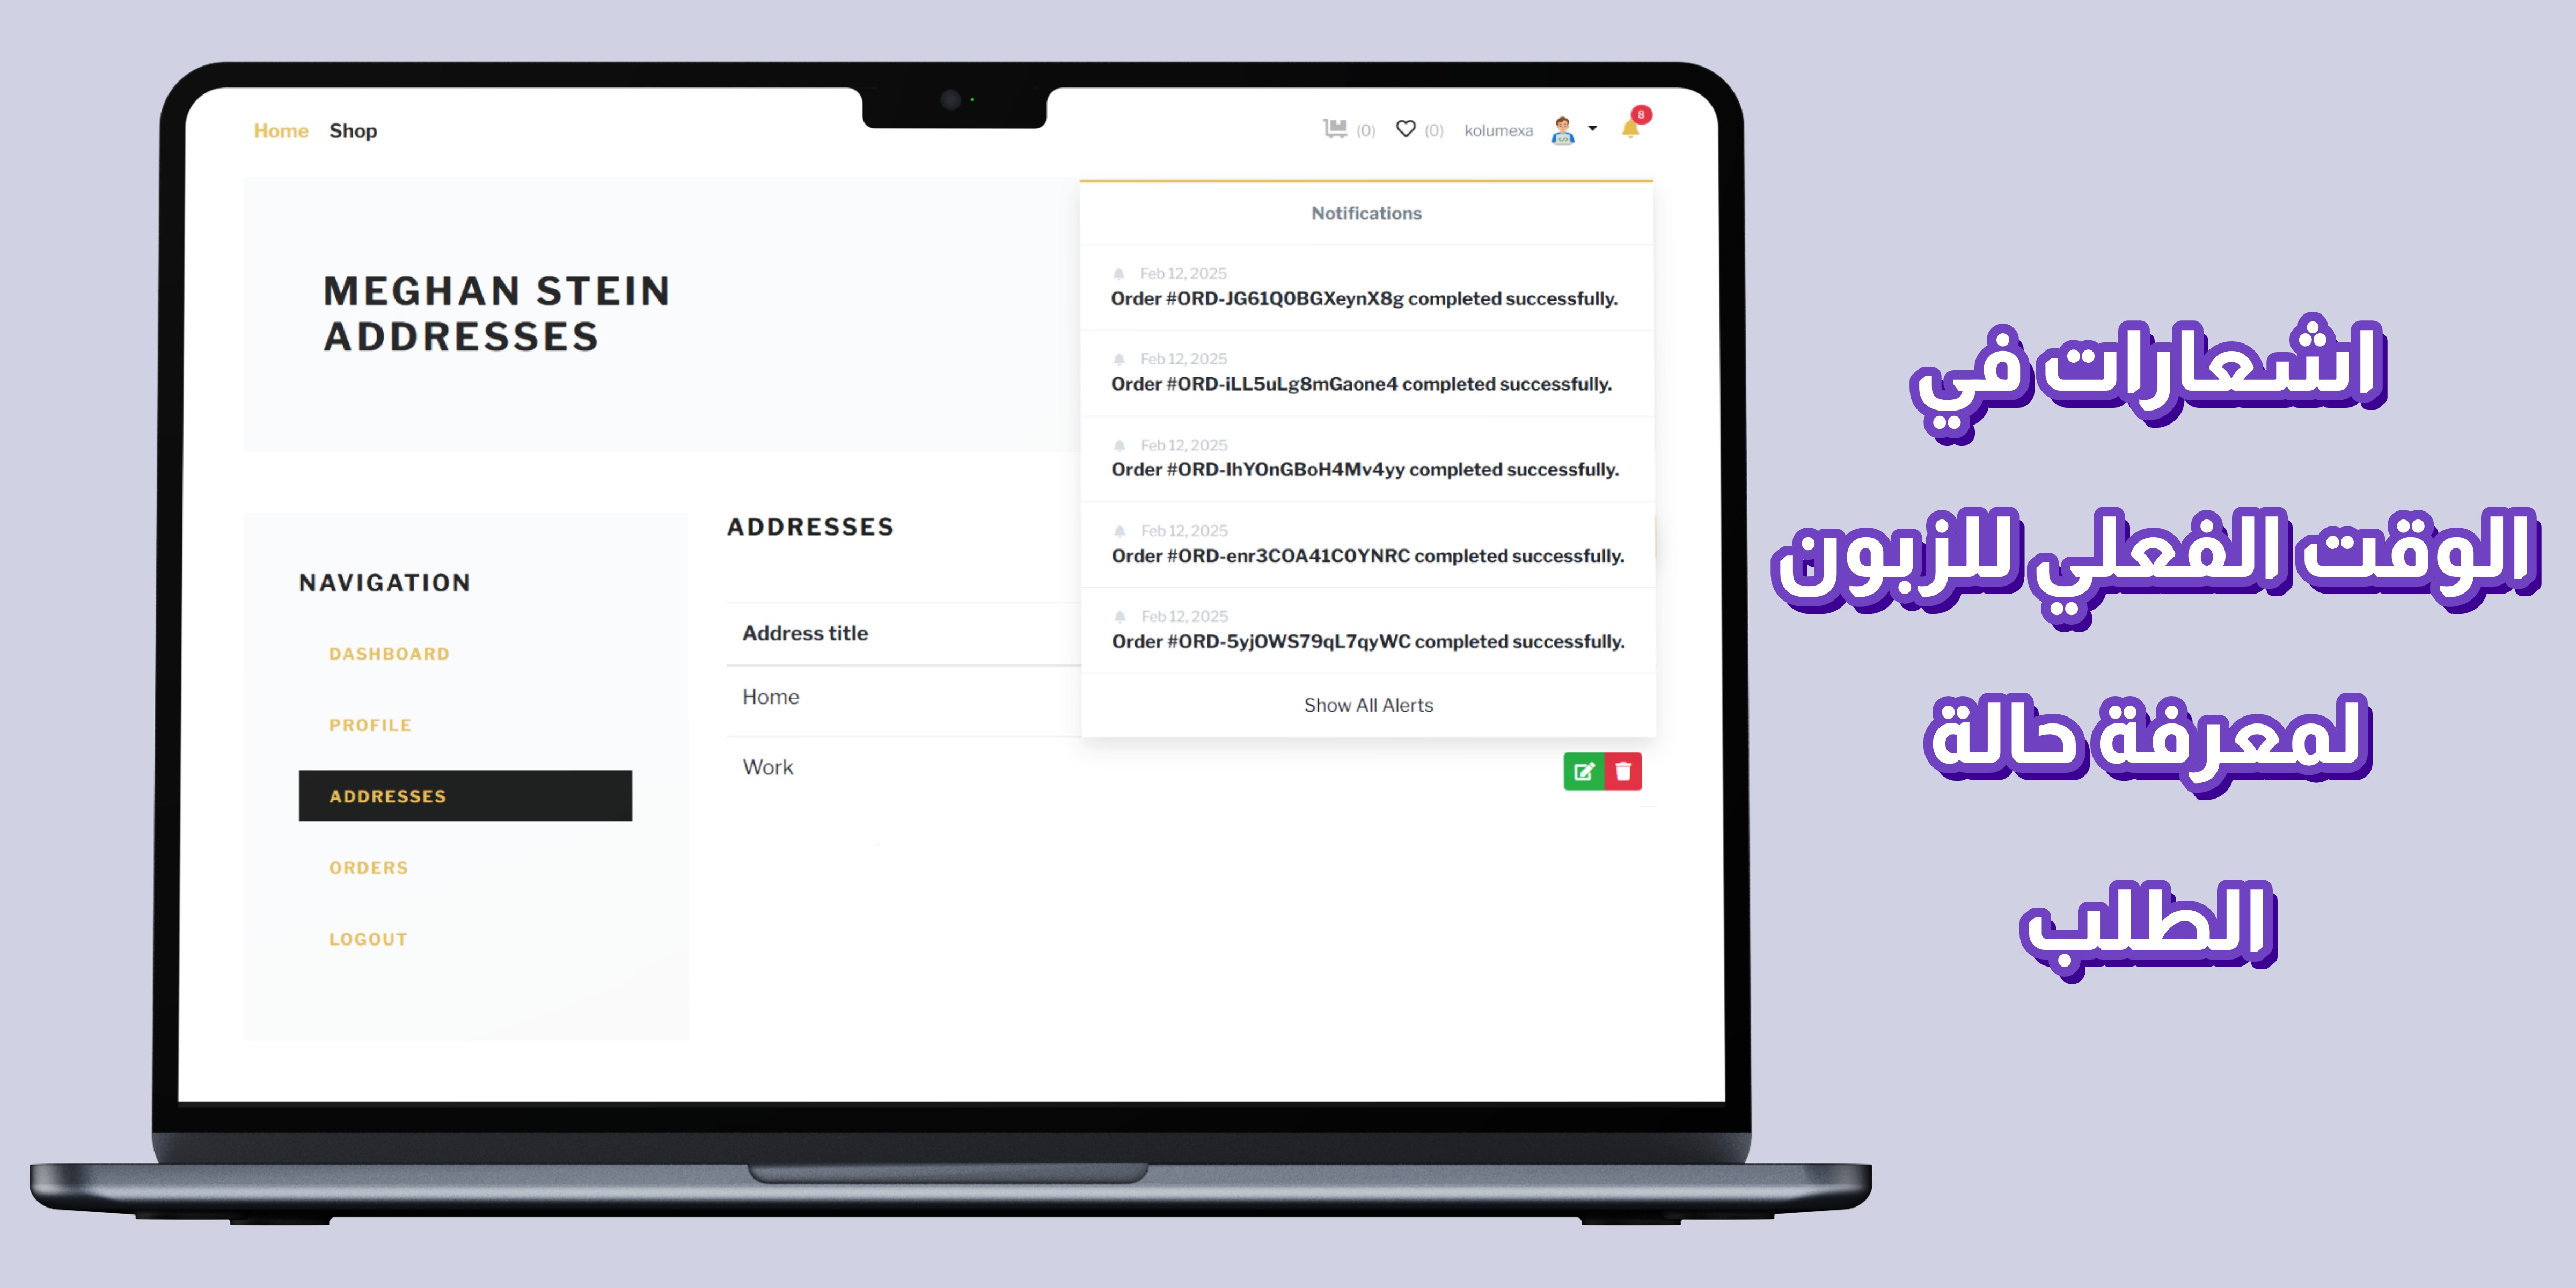 Home Shop (0) (0) kolumexa 8
MEGHAN STEIN
ADDRESSES
Notifications
Feb 12, 2025
Order #ORD-JG61Q0BGXeynX8g completed successfully.
Feb 12, 2025
Order #ORD-iLL5uLg8mGaone4 completed successfully.
Feb 12, 2025
Order #ORD-IhYOnGBoH4Mv4yy completed successfully.
Feb 12, 2025
Order #ORD-enr3COA41C0YNRC completed successfully.
Feb 12, 2025
Order #ORD-5yjOWS79qL7qyWC completed successfully.
Show All Alerts
NAVIGATION
DASHBOARD
PROFILE
ADDRESSES
ORDERS
LOGOUT
ADDRESSES
Address title
Home
Work
اشعارات في
الوقت الفعلي للزبون
لمعرفة حالة
الطلب